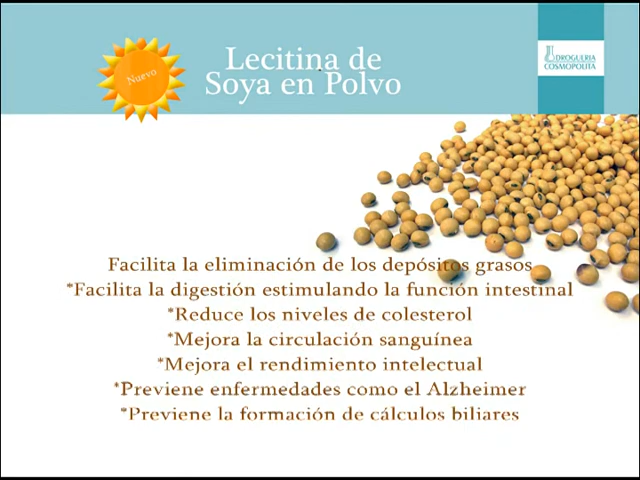 Nuevo
Lecitina de
Soya en Polvo
DROGUERIA
COSMOPOLITA
Facilita la eliminación de los depósitos grasos
*Facilita la digestión estimulando la función intestinal
*Reduce los niveles de colesterol
*Mejora la circulación sanguínea
*Mejora el rendimiento intelectual
*Previene enfermedades como el Alzheimer
*Previene la formación de cálculos biliares